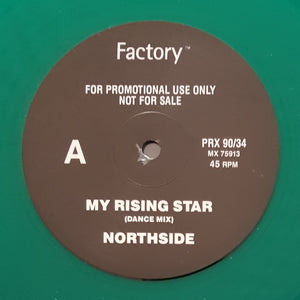 Factory™
FOR PROMOTIONAL USE ONLY
NOT FOR SALE
A
PRX 90/34
MX 75913
45 RPM
MY RISING STAR
(DANCE MIX)
NORTHSIDE